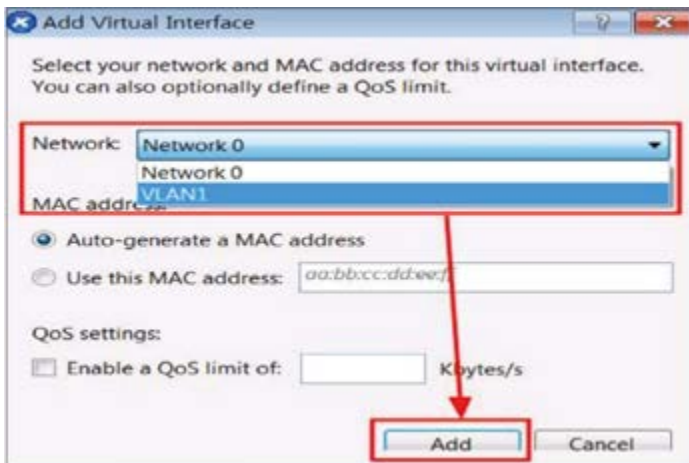 Add Virtual Interface
Select your network and MAC address for this virtual interface.
You can also optionally define a QoS limit.
Network: Network 0
Network 0
VLAN1
MAC address:
Auto-generate a MAC address
Use this MAC address: aa:bb:cc:dd:ee:ff
QoS settings:
Enable a QoS limit of: Kbytes/s
Add Cancel